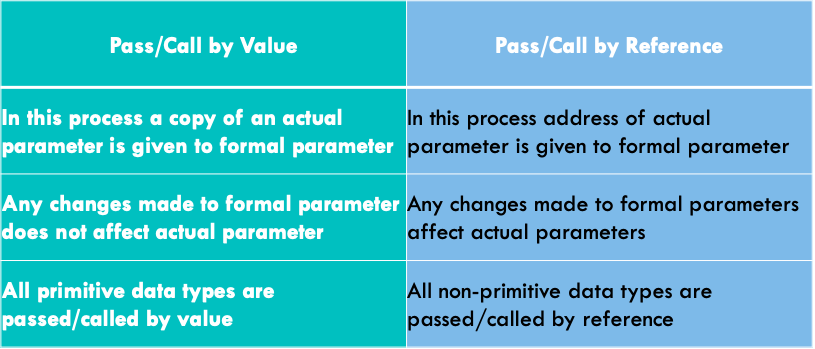 Pass/Call by Value
Pass/Call by Reference
In this process a copy of an actual
parameter is given to formal parameter
In this process address of actual
parameter is given to formal parameter
Any changes made to formal parameter
does not affect actual parameter
Any changes made to formal parameters
affect actual parameters
All primitive data types are
passed/called by value
All non-primitive data types are
passed/called by reference